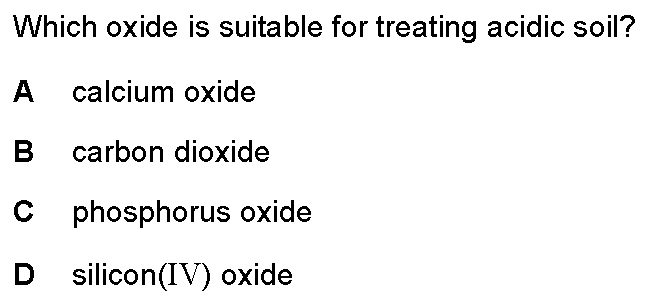 Which oxide is suitable for treating acidic soil?
A calcium oxide
B carbon dioxide
C phosphorus oxide
D silicon(IV) oxide